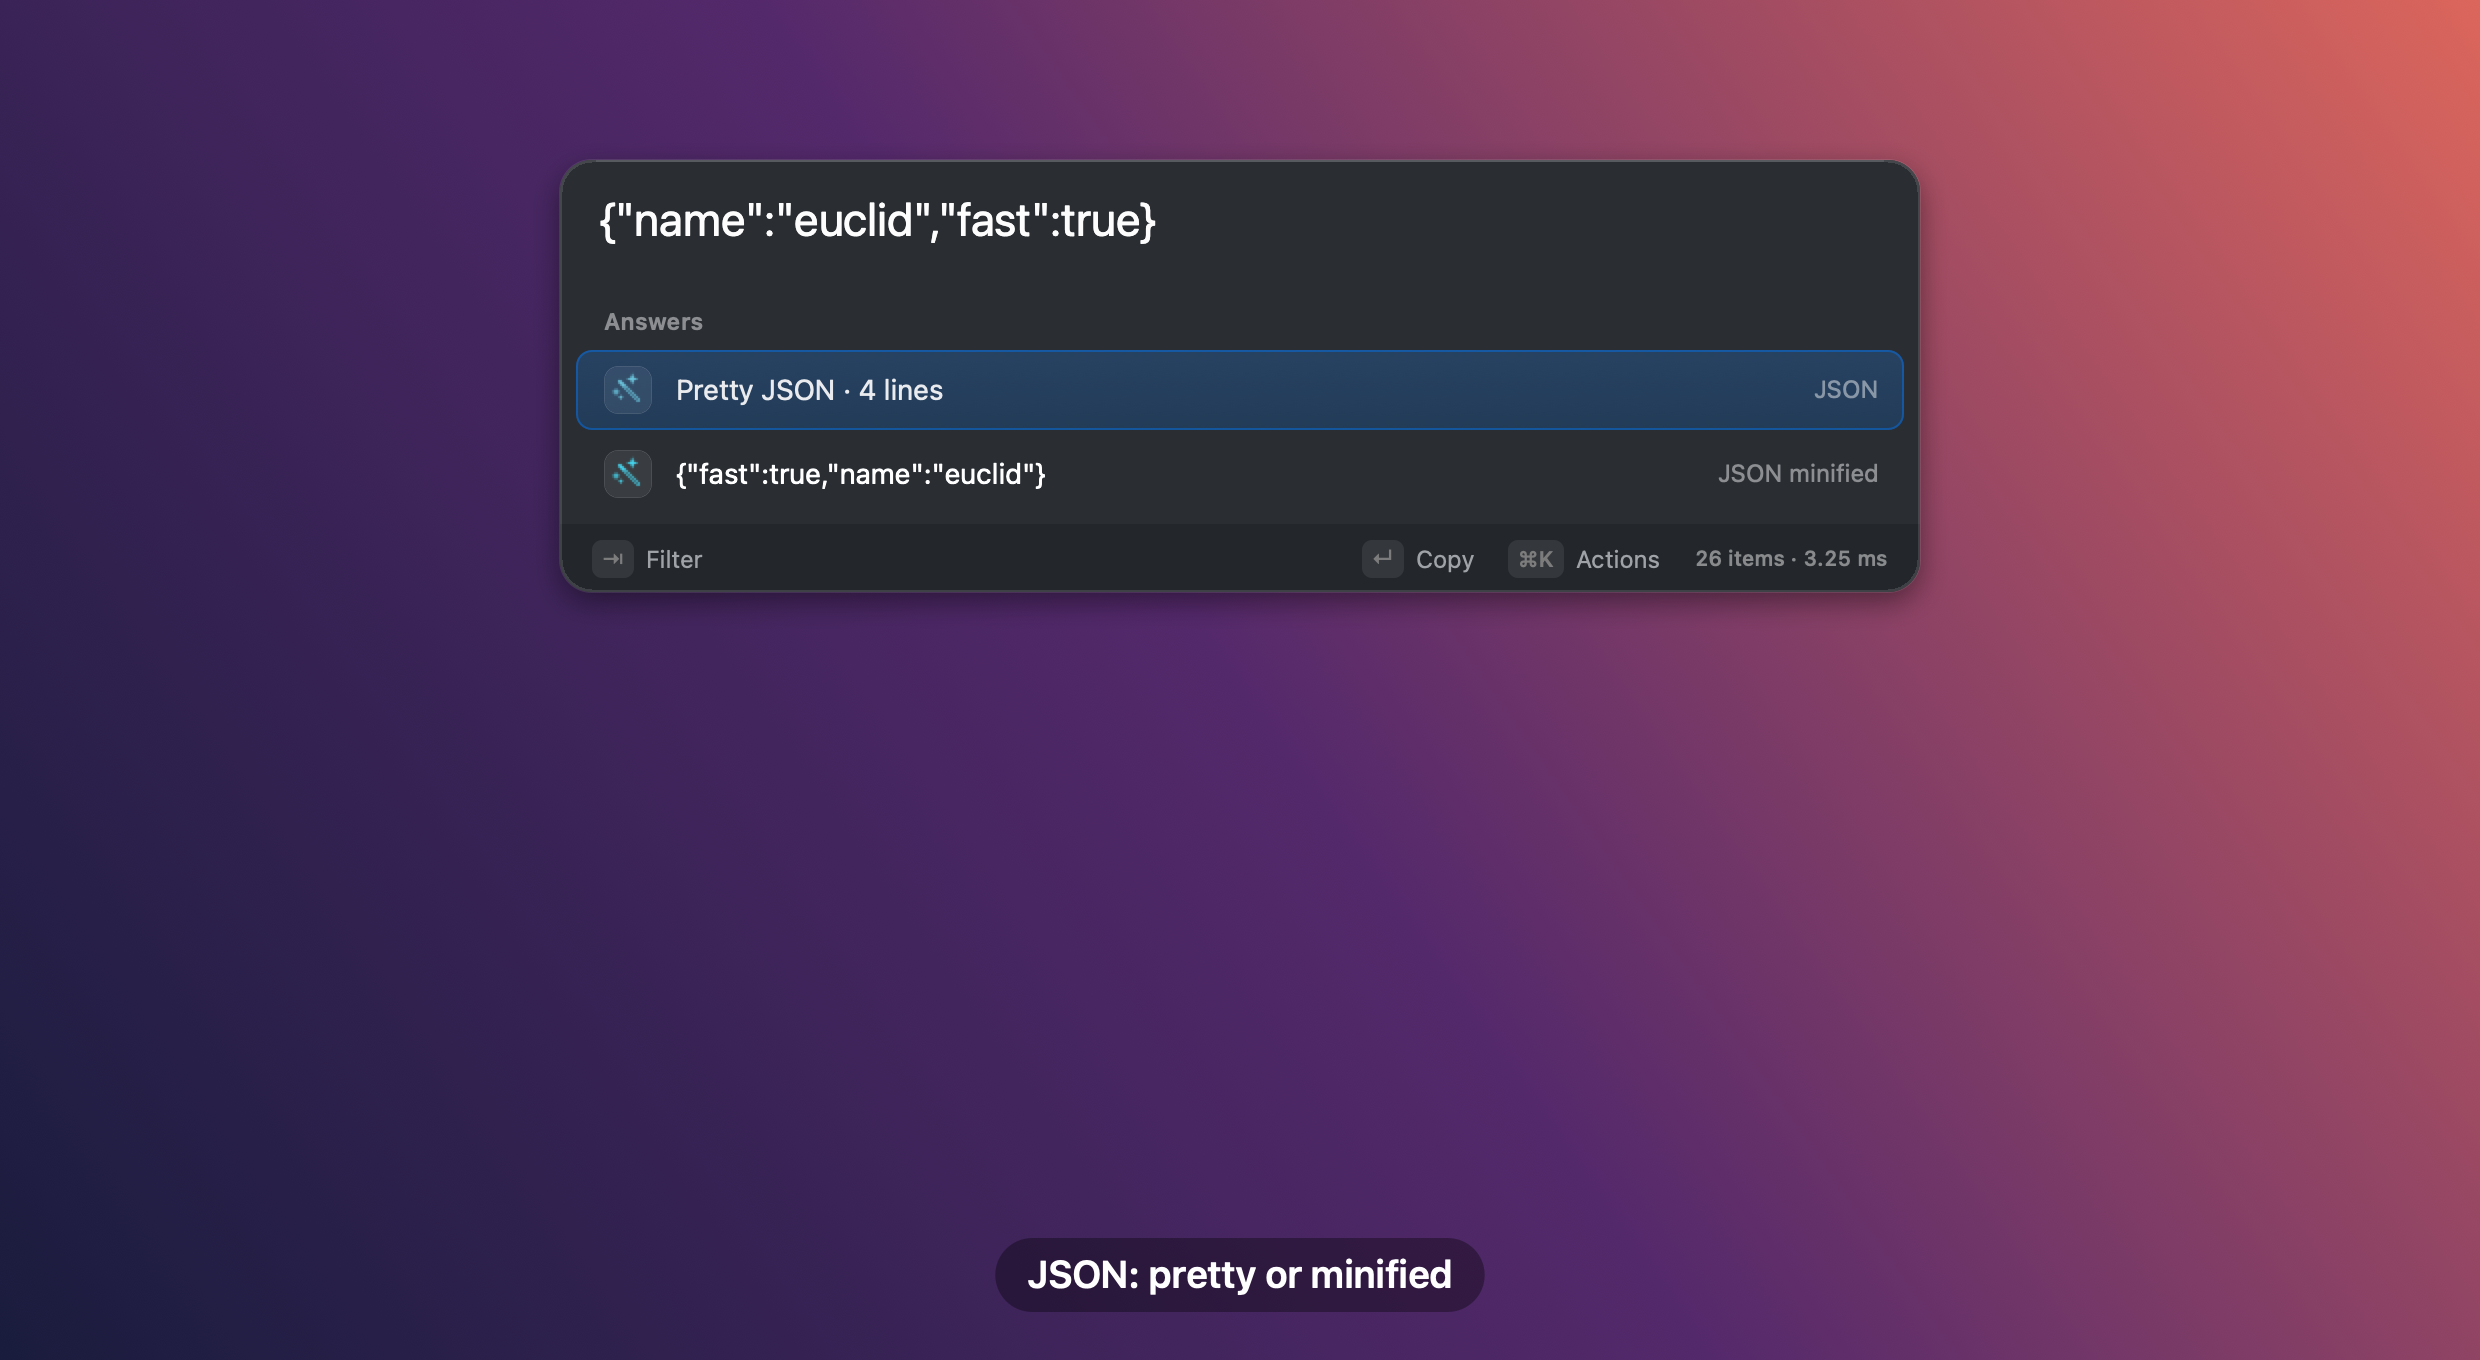 {"name":"euclid","fast":true}
Answers
Pretty JSON · 4 lines JSON
{"fast":true,"name":"euclid"} JSON minified
⇥ Filter ↵ Copy ⌘K Actions 26 items · 3.25 ms
JSON: pretty or minified